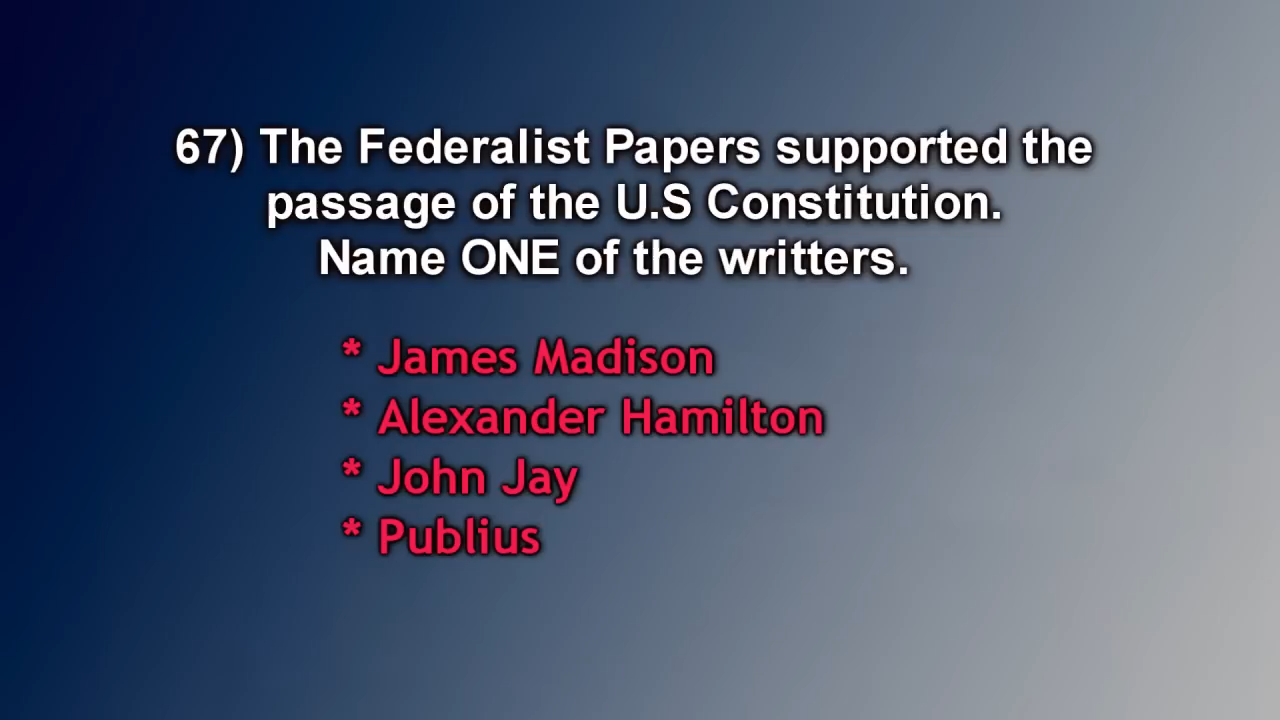 67) The Federalist Papers supported the
passage of the U.S Constitution.
Name ONE of the writters.
* James Madison
* Alexander Hamilton
* John Jay
* Publius